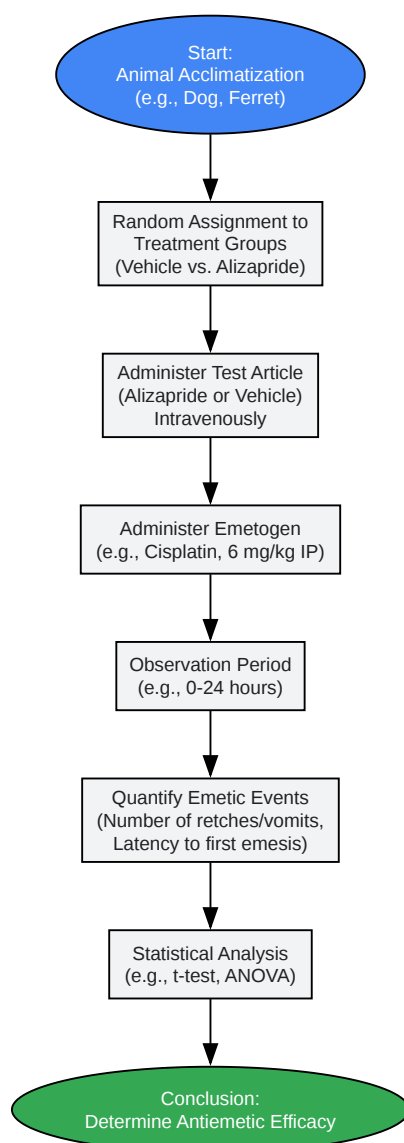 Start:
Animal Acclimatization
(e.g., Dog, Ferret)
Random Assignment to
Treatment Groups
(Vehicle vs. Alizapride)
Administer Test Article
(Alizapride or Vehicle)
Intravenously
Administer Emetogen
(e.g., Cisplatin, 6 mg/kg IP)
Observation Period
(e.g., 0-24 hours)
Quantify Emetic Events
(Number of retches/vomits,
Latency to first emesis)
Statistical Analysis
(e.g., t-test, ANOVA)
Conclusion:
Determine Antiemetic Efficacy